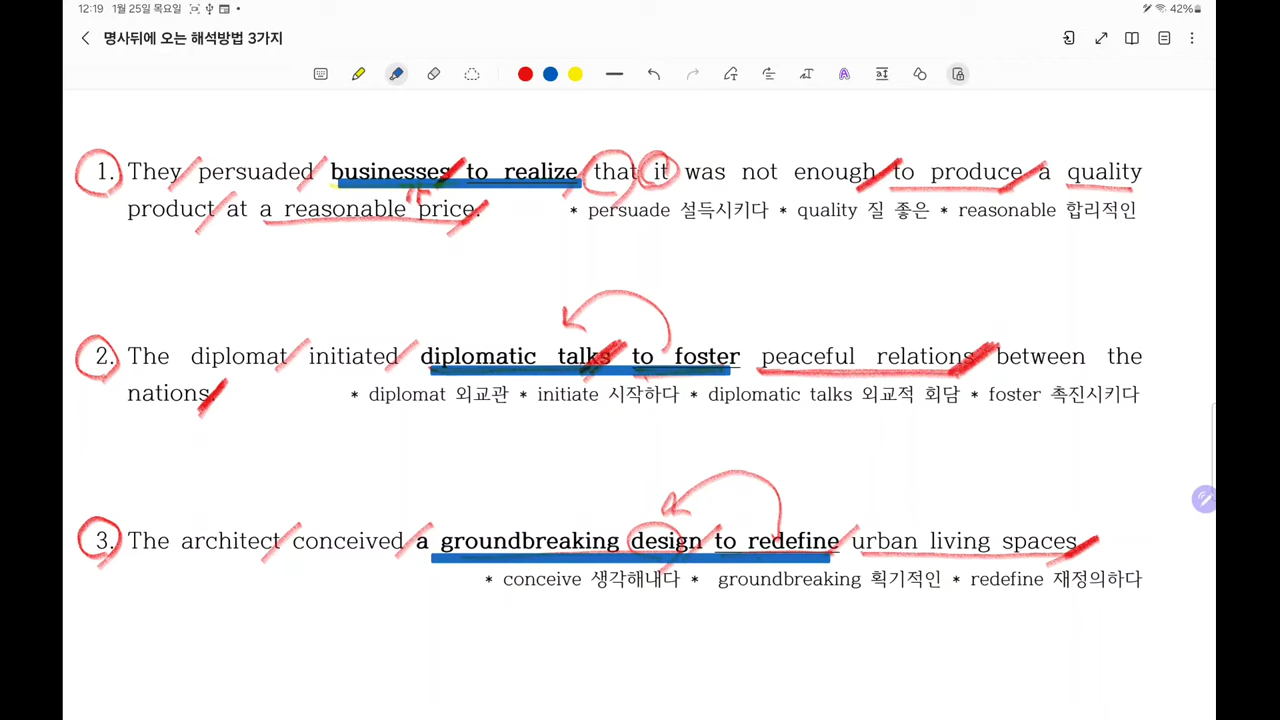 12:19 1월 25일 목요일 42%
명사뒤에 오는 해석방법 3가지
1. They persuaded businesses to realize that it was not enough to produce a quality
product at a reasonable price. * persuade 설득시키다 * quality 질 좋은 * reasonable 합리적인
2. The diplomat initiated diplomatic talks to foster peaceful relations between the
nations. * diplomat 외교관 * initiate 시작하다 * diplomatic talks 외교적 회담 * foster 촉진시키다
3. The architect conceived a groundbreaking design to redefine urban living spaces.
* conceive 생각해내다 * groundbreaking 획기적인 * redefine 재정의하다